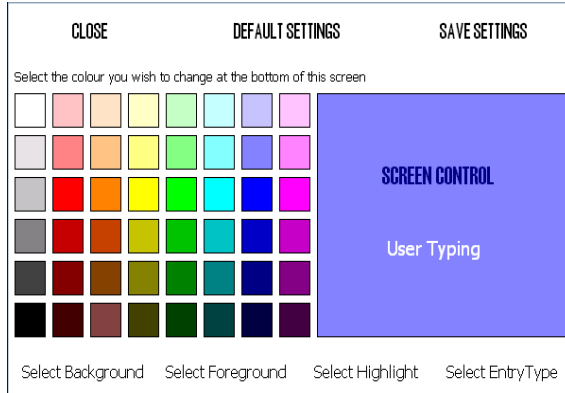 CLOSE DEFAULT SETTINGS SAVE SETTINGS
Select the colour you wish to change at the bottom of this screen
SCREEN CONTROL
User Typing
Select Background Select Foreground Select Highlight Select EntryType